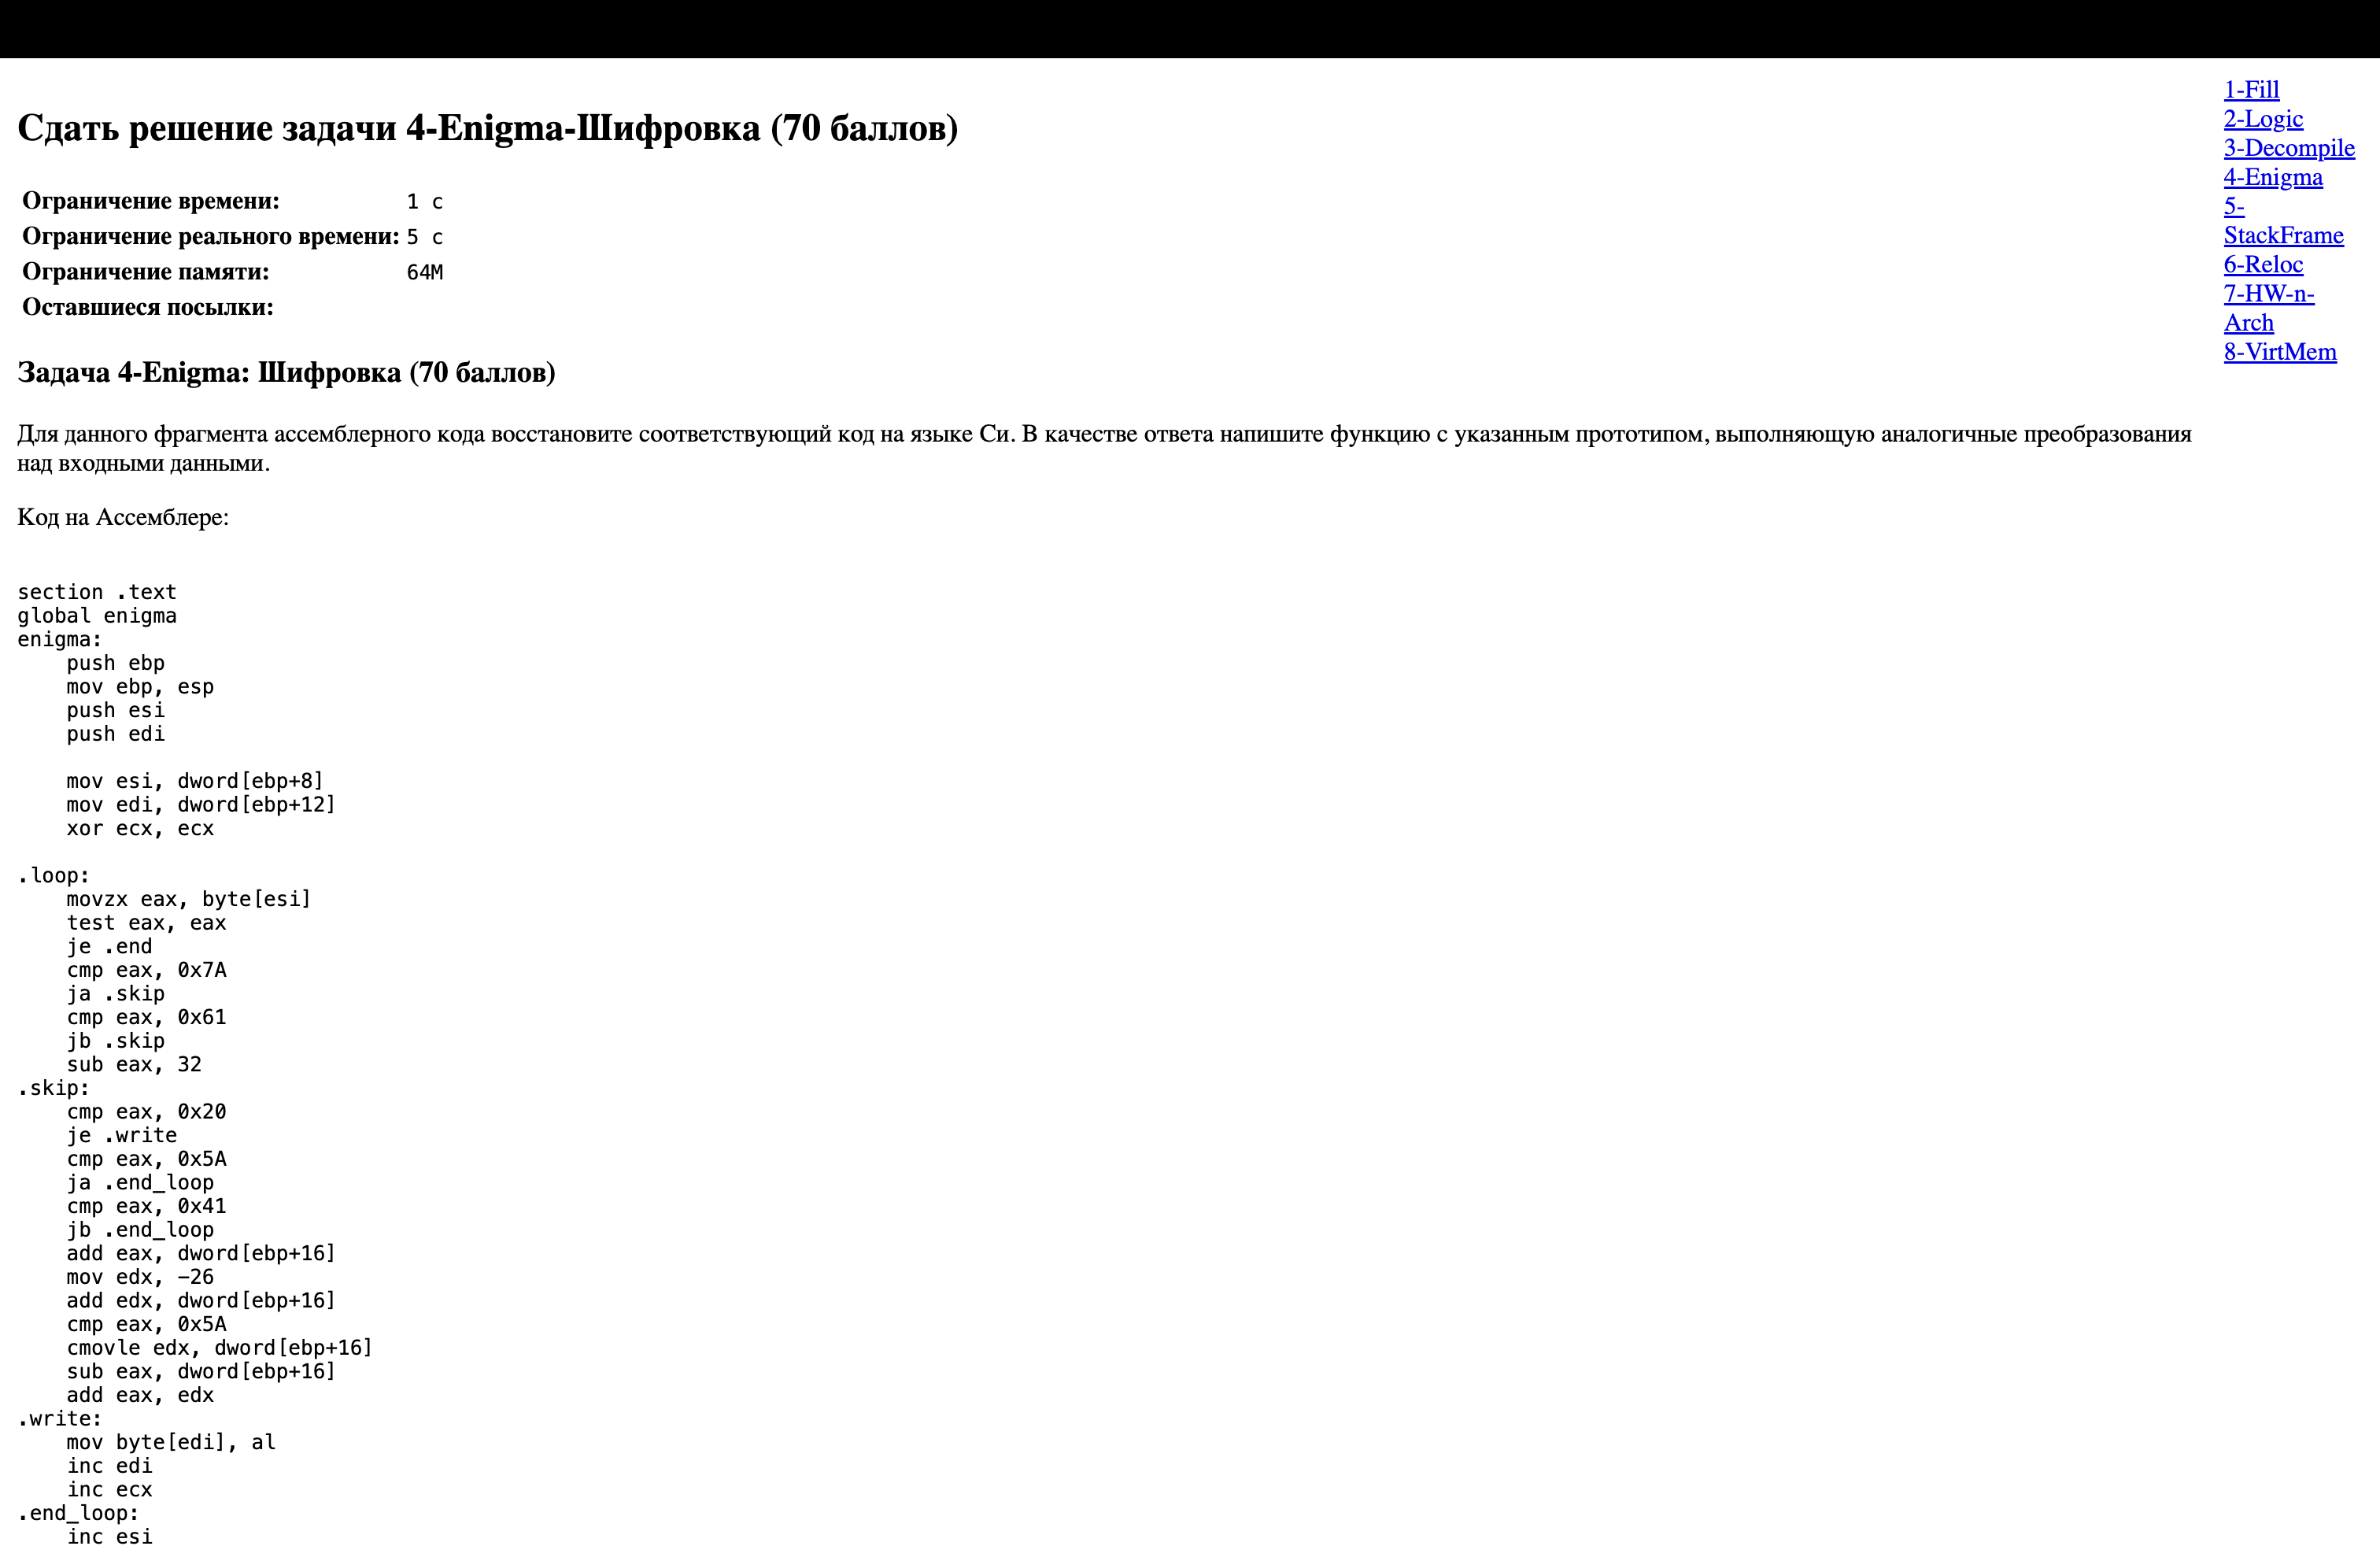 Сдать решение задачи 4-Enigma-Шифровка (70 баллов)
Ограничение времени: 1 с
Ограничение реального времени: 5 с
Ограничение памяти: 64M
Оставшиеся посылки:
Задача 4-Enigma: Шифровка (70 баллов)
Для данного фрагмента ассемблерного кода восстановите соответствующий код на языке Си. В качестве ответа напишите функцию с указанным прототипом, выполняющую аналогичные преобразования
над входными данными.
Код на Ассемблере:
section .text
global enigma
enigma:
    push ebp
    mov ebp, esp
    push esi
    push edi
    mov esi, dword[ebp+8]
    mov edi, dword[ebp+12]
    xor ecx, ecx
.loop:
    movzx eax, byte[esi]
    test eax, eax
    je .end
    cmp eax, 0x7A
    ja .skip
    cmp eax, 0x61
    jb .skip
    sub eax, 32
.skip:
    cmp eax, 0x20
    je .write
    cmp eax, 0x5A
    ja .end_loop
    cmp eax, 0x41
    jb .end_loop
    add eax, dword[ebp+16]
    mov edx, -26
    add edx, dword[ebp+16]
    cmp eax, 0x5A
    cmovle edx, dword[ebp+16]
    sub eax, dword[ebp+16]
    add eax, edx
.write:
    mov byte[edi], al
    inc edi
    inc ecx
.end_loop:
    inc esi
1-Fill
2-Logic
3-Decompile
4-Enigma
5-
StackFrame
6-Reloc
7-HW-n-
Arch
8-VirtMem